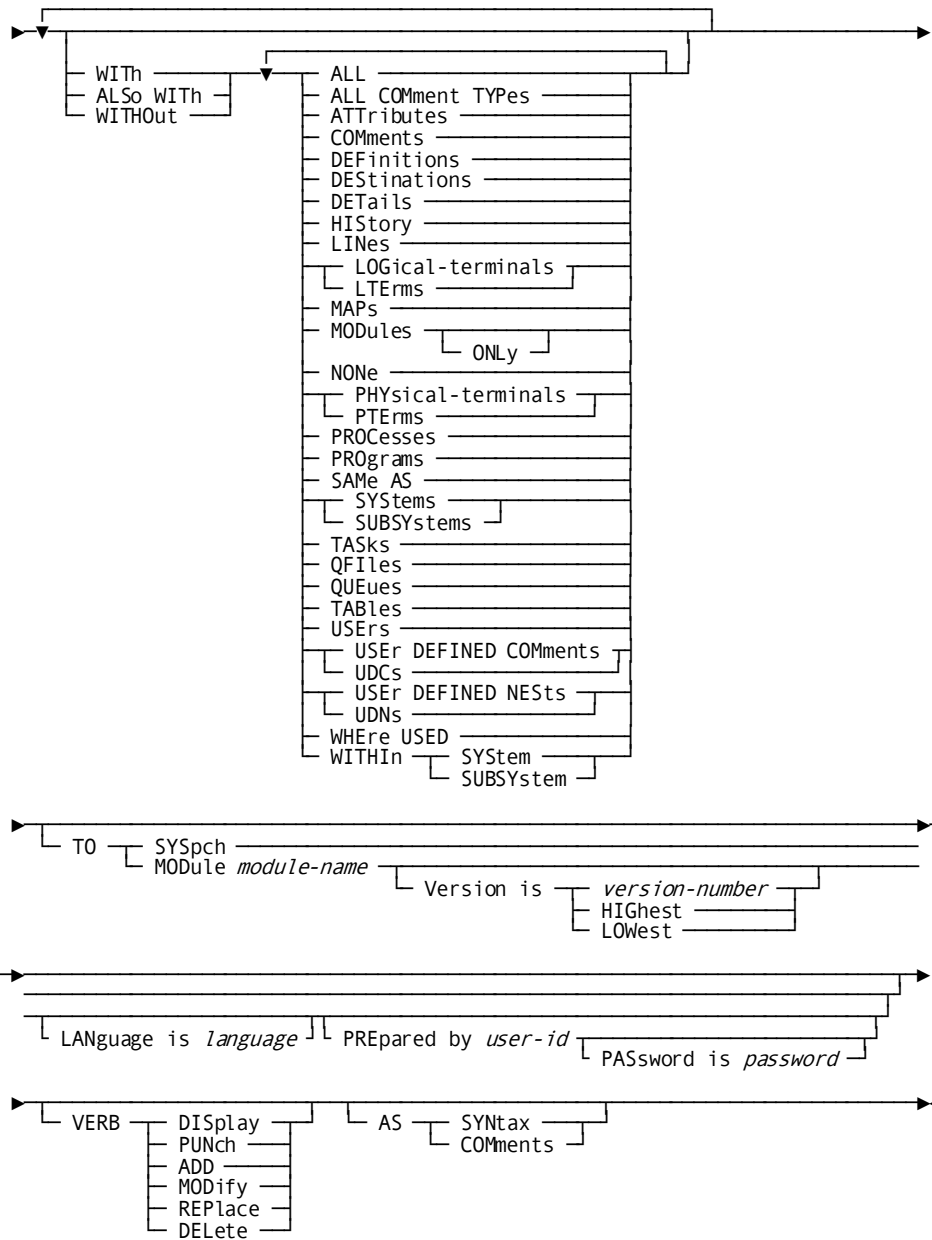 WITh
ALSo WITh
WITHOut
ALL
ALL COMment TYPes
ATTributes
COMments
DEFinitions
DEStinations
DETails
HIStory
LINes
LOGical-terminals
LTErms
MAPs
MODules
ONLy
NONe
PHYsical-terminals
PTErms
PROCesses
PROgrams
SAMe AS
SYStems
SUBSYstems
TASks
QFIles
QUEues
TABles
USErs
USEr DEFINED COMments
UDCs
USEr DEFINED NESts
UDNs
WHEre USED
WITHIn SYStem
SUBSYstem
TO SYSpch
MODule module-name
Version is version-number
HIGhest
LOWest
LANguage is language PREpared by user-id
PASsword is password
VERB DISplay AS SYNtax
PUNch COMments
ADD
MODify
REPlace
DELete